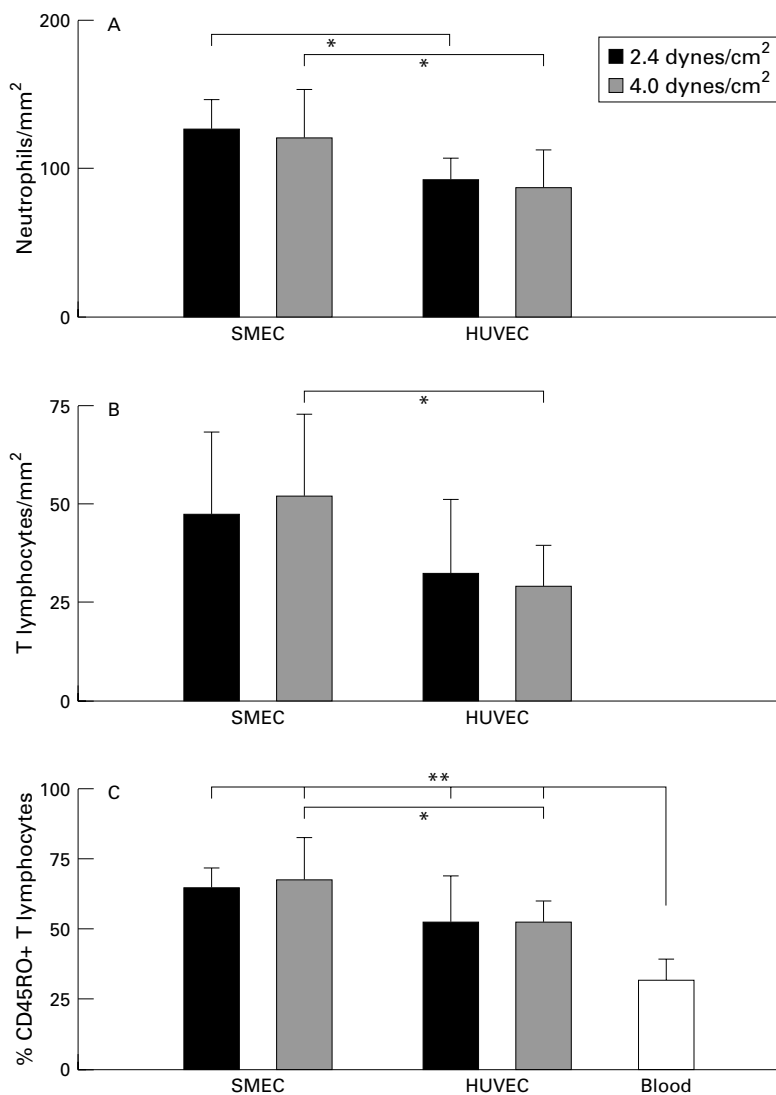 A
200
100
0
Neutrophils/mm²
*
*
2.4 dynes/cm²
4.0 dynes/cm²
SMEC
HUVEC
B
75
50
25
0
T lymphocytes/mm²
*
SMEC
HUVEC
C
100
75
50
25
0
% CD45RO+ T lymphocytes
**
*
SMEC
HUVEC
Blood